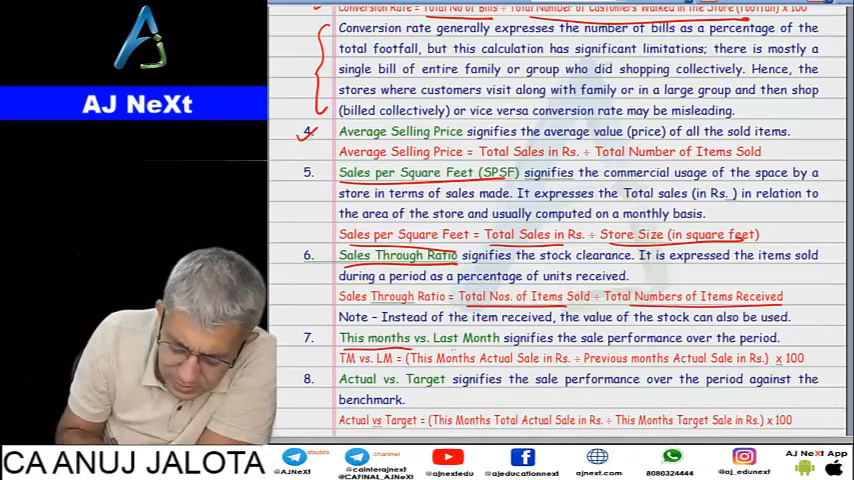 Conversion Rate = Total No of Bills ÷ Total Number of Customers Walked in the Store (footfall) x 100
Conversion rate generally expresses the number of bills as a percentage of the
total footfall, but this calculation has significant limitations; there is mostly a
single bill of entire family or group who did shopping collectively. Hence, the
stores where customers visit along with family or in a large group and then shop
(billed collectively) or vice versa conversion rate may be misleading.
4. Average Selling Price signifies the average value (price) of all the sold items.
Average Selling Price = Total Sales in Rs. ÷ Total Number of Items Sold
5. Sales per Square Feet (SPSF) signifies the commercial usage of the space by a
store in terms of sales made. It expresses the Total sales (in Rs. ) in relation to
the area of the store and usually computed on a monthly basis.
Sales per Square Feet = Total Sales in Rs. ÷ Store Size (in square feet)
6. Sales Through Ratio signifies the stock clearance. It is expressed the items sold
during a period as a percentage of units received.
Sales Through Ratio = Total Nos. of Items Sold ÷ Total Numbers of Items Received
Note – Instead of the item received, the value of the stock can also be used.
7. This months vs. Last Month signifies the sale performance over the period.
TM vs. LM = (This Months Actual Sale in Rs. ÷ Previous months Actual Sale in Rs.) x 100
8. Actual vs. Target signifies the sale performance over the period against the
benchmark.
Actual vs Target = (This Months Total Actual Sale in Rs. ÷ This Months Target Sale in Rs.) x 100
AJ NeXt
CA ANUJ JALOTA
doubts
@AJNeXt
channel
@cainterajnext
@CAFINAL_AJNeXt
@ajnextedu
@ajeducationnext
ajnext.com
8080324444
@aj_edunext
AJ NeXt App